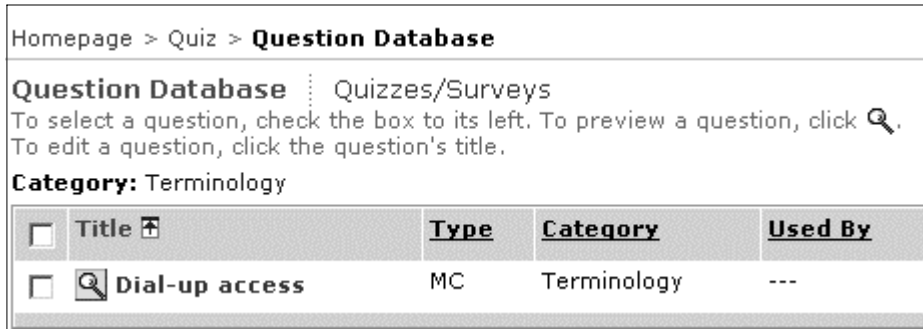 Homepage > Quiz > Question Database
Question Database Quizzes/Surveys
To select a question, check the box to its left. To preview a question, click .
To edit a question, click the question's title.
Category: Terminology
Title Type Category Used By
Dial-up access MC Terminology ---